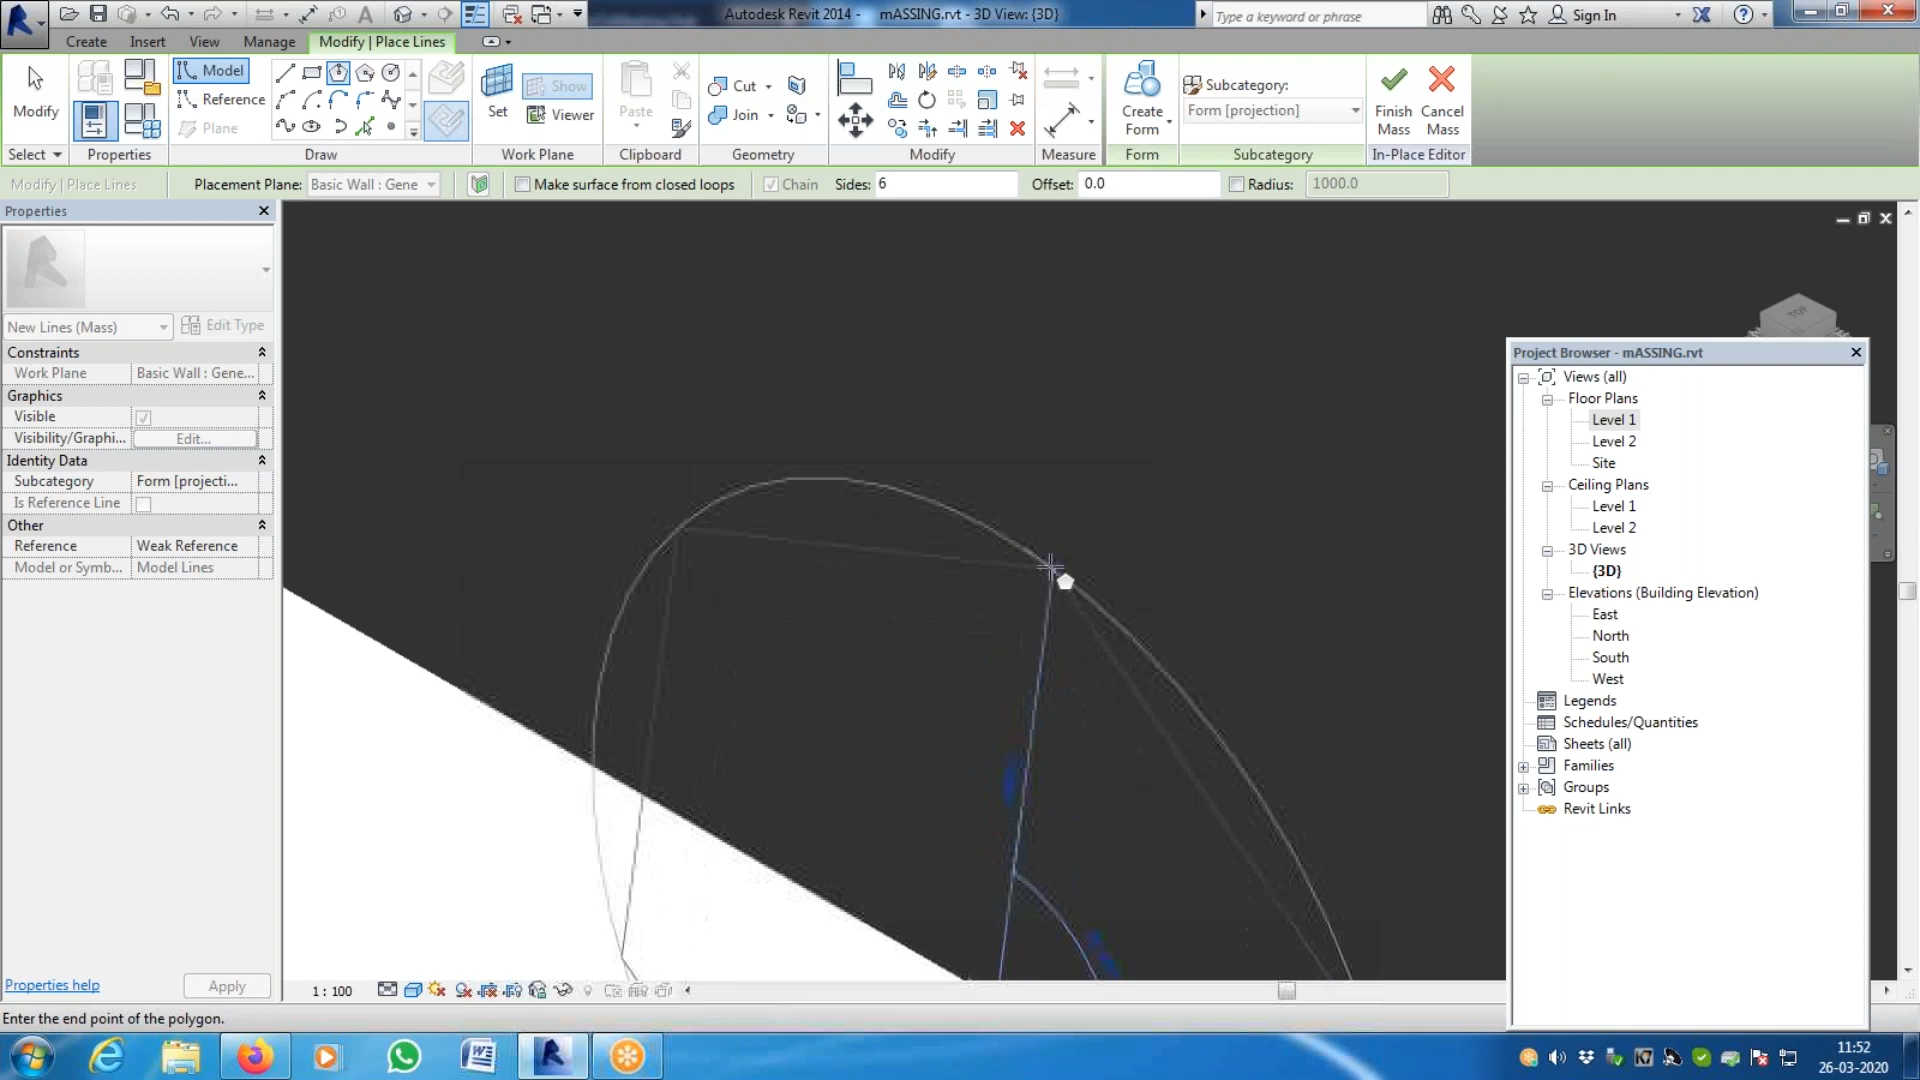 Autodesk Revit 2014 -    mASSING.rvt - 3D View: {3D}
Type a keyword or phrase
Sign In
Create
Insert
View
Manage
Modify | Place Lines
Modify
Select
Properties
Model
Reference
Plane
Draw
Set
Show
Viewer
Work Plane
Paste
Clipboard
Cut
Join
Geometry
Modify
Measure
Create
Form
Form
Subcategory:
Form [projection]
Subcategory
Finish
Mass
Cancel
Mass
In-Place Editor
Modify | Place Lines
Placement Plane: Basic Wall : Gene
Make surface from closed loops
Chain
Sides: 6
Offset: 0.0
Radius: 1000.0
Properties
New Lines (Mass)
Edit Type
Constraints
Work Plane Basic Wall : Gene...
Graphics
Visible
Visibility/Graphi... Edit...
Identity Data
Subcategory Form [projecti...
Is Reference Line
Other
Reference Weak Reference
Model or Symb... Model Lines
Properties help
Apply
TOP
Project Browser - mASSING.rvt
Views (all)
Floor Plans
Level 1
Level 2
Site
Ceiling Plans
Level 1
Level 2
3D Views
{3D}
Elevations (Building Elevation)
East
North
South
West
Legends
Schedules/Quantities
Sheets (all)
Families
Groups
Revit Links
1 : 100
Enter the end point of the polygon.
11:52
26-03-2020